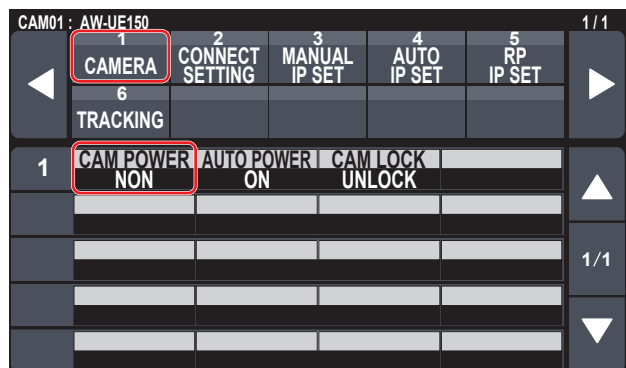 CAM01 : AW-UE150 1 / 1
1 2 3 4 5
CAMERA CONNECT SETTING MANUAL IP SET AUTO IP SET RP IP SET
6
TRACKING
1 CAM POWER AUTO POWER CAM LOCK
NON ON UNLOCK
1/1